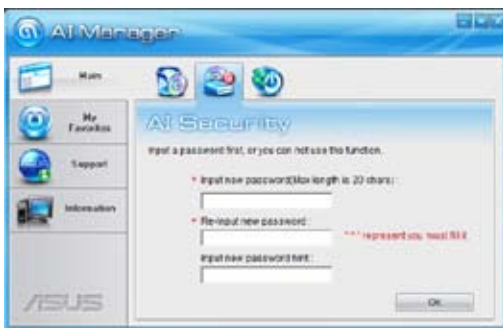 AI Manager
Main
My
Favorites
Support
Information
AI Security
Input a password first, or you can not use this function.
* Input new password(Max length is 20 chars) :
* Re-input new password :
"*" represent you must fill it
Input new password hint :
OK
ASUS